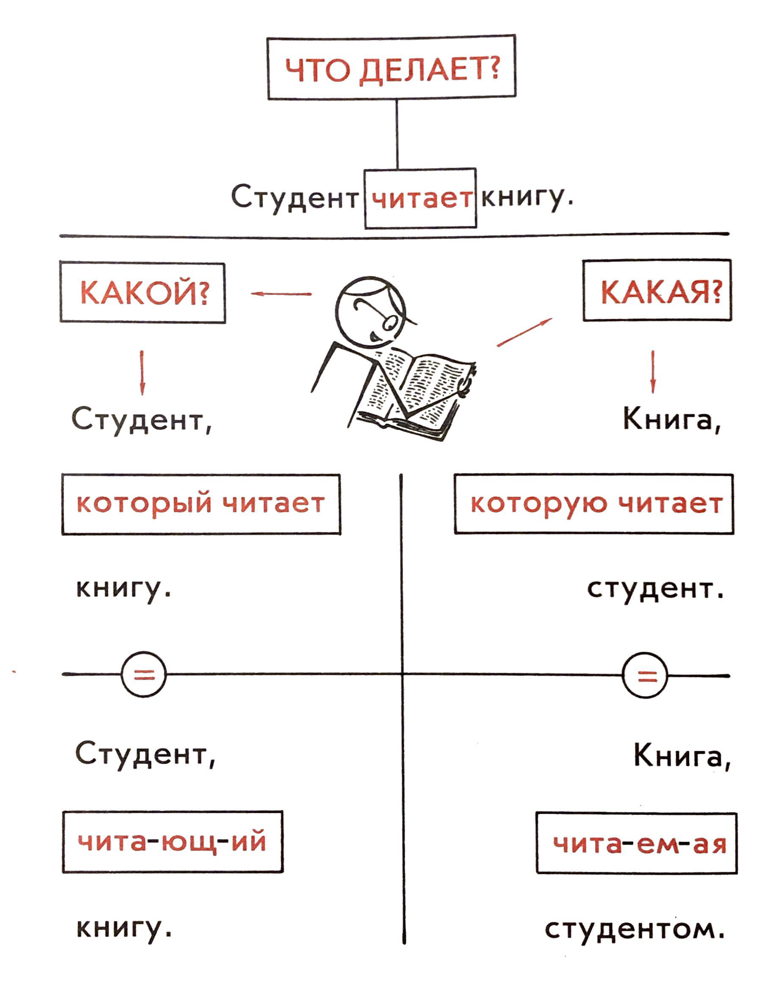 ЧТО ДЕЛАЕТ?
Студент читает книгу.
КАКОЙ?
КАКАЯ?
Студент,
Книга,
который читает
которую читает
книгу.
студент.
=
=
Студент,
Книга,
чита-ющ-ий
чита-ем-ая
книгу.
студентом.